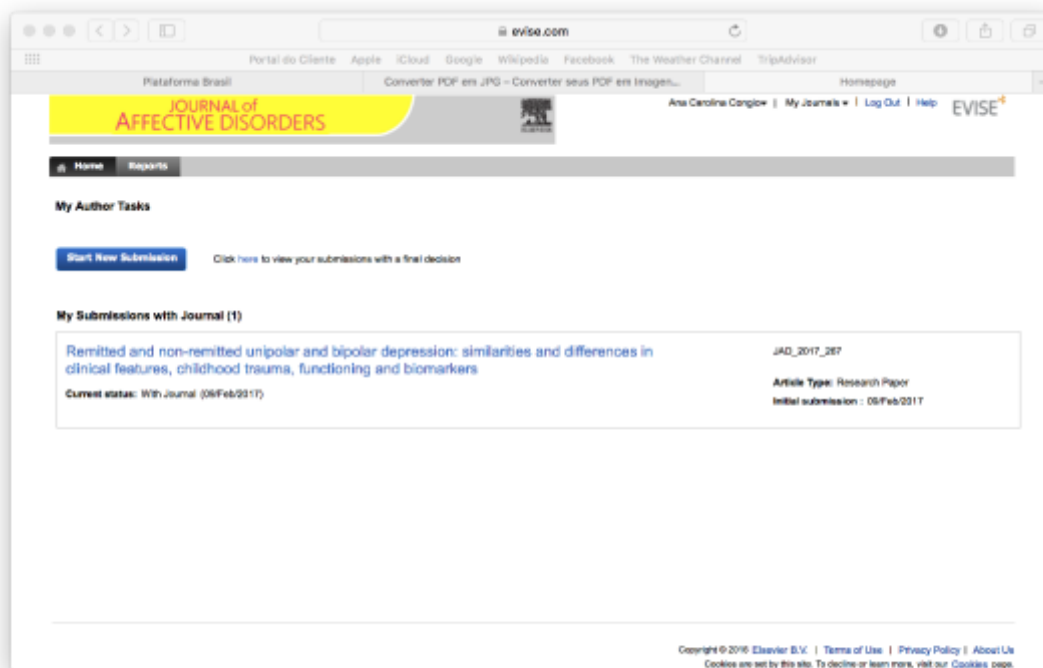 evise.com
Portal do Cliente Apple iCloud Google Wikipedia Facebook The Weather Channel TripAdvisor
Plataforma Brasil Converter PDF em JPG – Converter seus PDF em Imagen... Homepage
JOURNAL of
AFFECTIVE DISORDERS
ELSEVIER
Ana Carolina | My Journals | Log Out | Help EVISE
Home Reports
My Author Tasks
Start New Submission Click here to view your submissions with a final decision
My Submissions with Journal (1)
Remitted and non-remitted unipolar and bipolar depression: similarities and differences in
clinical features, childhood trauma, functioning and biomarkers
JAD_2017_267
Current status: With Journal (09/Feb/2017)
Article Type: Research Paper
Initial submission : 09/Feb/2017
Copyright © 2016 Elsevier B.V. | Terms of Use | Privacy Policy | About Us
Cookies are set by this site. To decline or learn more, visit our Cookies page.